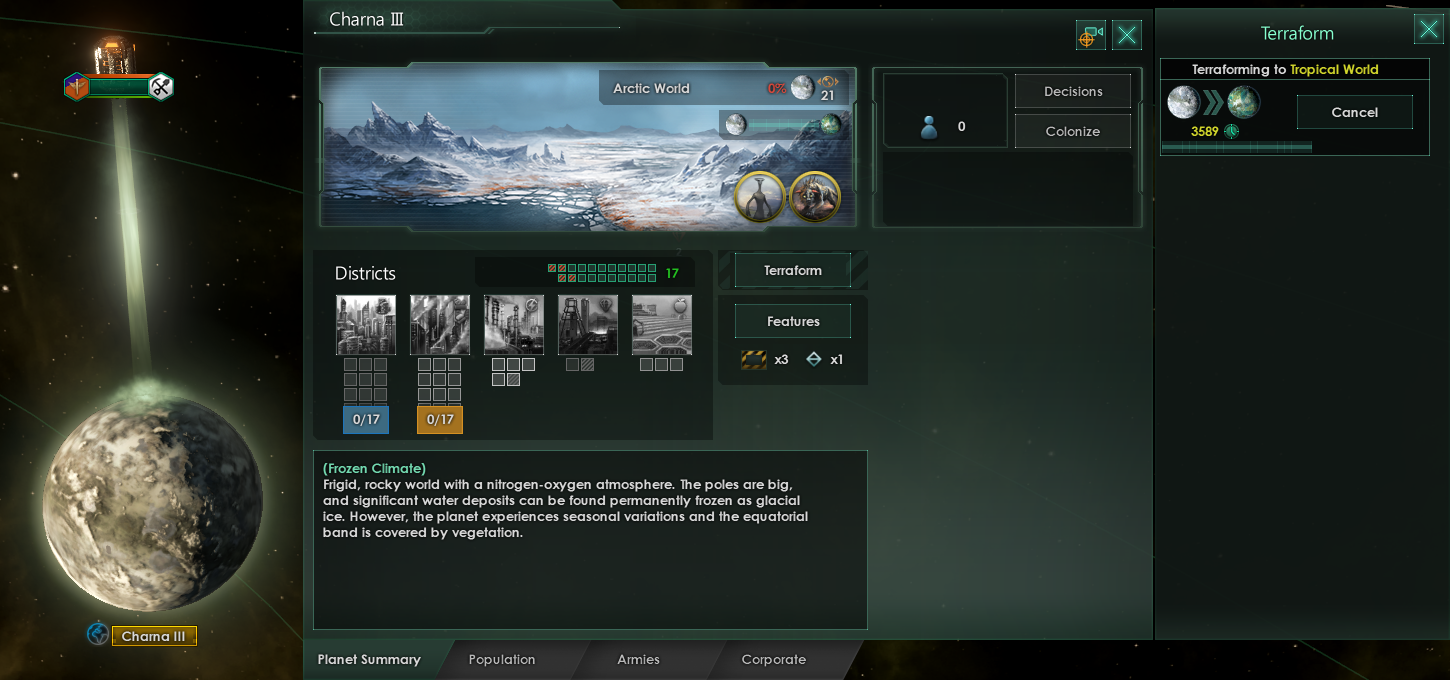 Charna III
Terraform
Arctic World
0%
21
0
Decisions
Colonize
Terraforming to Tropical World
Cancel
3589
Districts
17
Terraform
Features
x3
x1
0/17
0/17
(Frozen Climate)
Frigid, rocky world with a nitrogen-oxygen atmosphere. The poles are big,
and significant water deposits can be found permanently frozen as glacial
ice. However, the planet experiences seasonal variations and the equatorial
band is covered by vegetation.
Charna III
Planet Summary
Population
Armies
Corporate